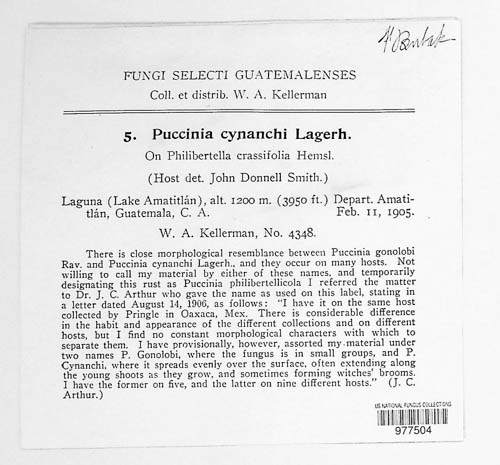 FUNGI SELECTI GUATEMALENSES
Coll. et distrib. W. A. Kellerman
5. Puccinia cynanchi Lagerh.
On Philibertella crassifolia Hemsl.
(Host det. John Donnell Smith.)
Laguna (Lake Amatitlán), alt. 1200 m. (3950 ft.) Depart. Amati-
tlán, Guatemala, C. A. Feb. 11, 1905.
W. A. Kellerman, No. 4348.
There is close morphological resemblance between Puccinia gonolobi
Rav. and Puccinia cynanchi Lagerh., and they occur on many hosts. Not
willing to call my material by either of these names, and temporarily
designating this rust as Puccinia philibertellicola I referred the matter
to Dr. J. C. Arthur who gave the name as used on this label, stating in
a letter dated August 14, 1906, as follows: "I have it on the same host
collected by Pringle in Oaxaca, Mex. There is considerable difference
in the habit and appearance of the different collections and on different
hosts, but I find no constant morphological characters with which to
separate them. I have provisionally, however, assorted my material under
two names P. Gonolobi, where the fungus is in small groups, and P.
Cynanchi, where it spreads evenly over the surface, often extending along
the young shoots as they grow, and sometimes forming witches' brooms.
I have the former on five, and the latter on nine different hosts." (J. C.
Arthur.)
US NATIONAL FUNGUS COLLECTIONS
977504